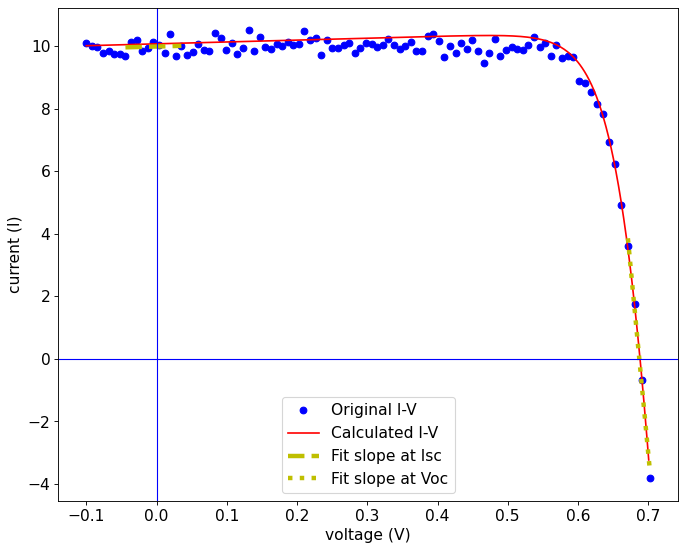 10
8
6
4
2
0
−2
−4
current (I)
Original I-V
Calculated I-V
Fit slope at Isc
Fit slope at Voc
−0.1 0.0 0.1 0.2 0.3 0.4 0.5 0.6 0.7
voltage (V)